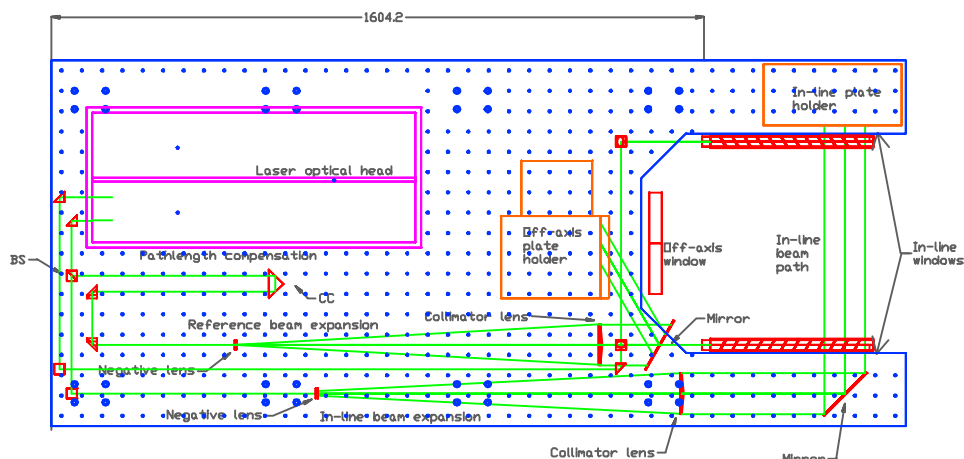 1604.2
In-line plate
holder
Laser optical head
Off-axis
plate
holder
Off-axis
window
In-line
beam
path
In-line
windows
BS
Pathlength compensation
CC
Collimator lens
Mirror
Reference beam expansion
Negative lens
Negative lens
In-line beam expansion
Collimator lens
Mirror